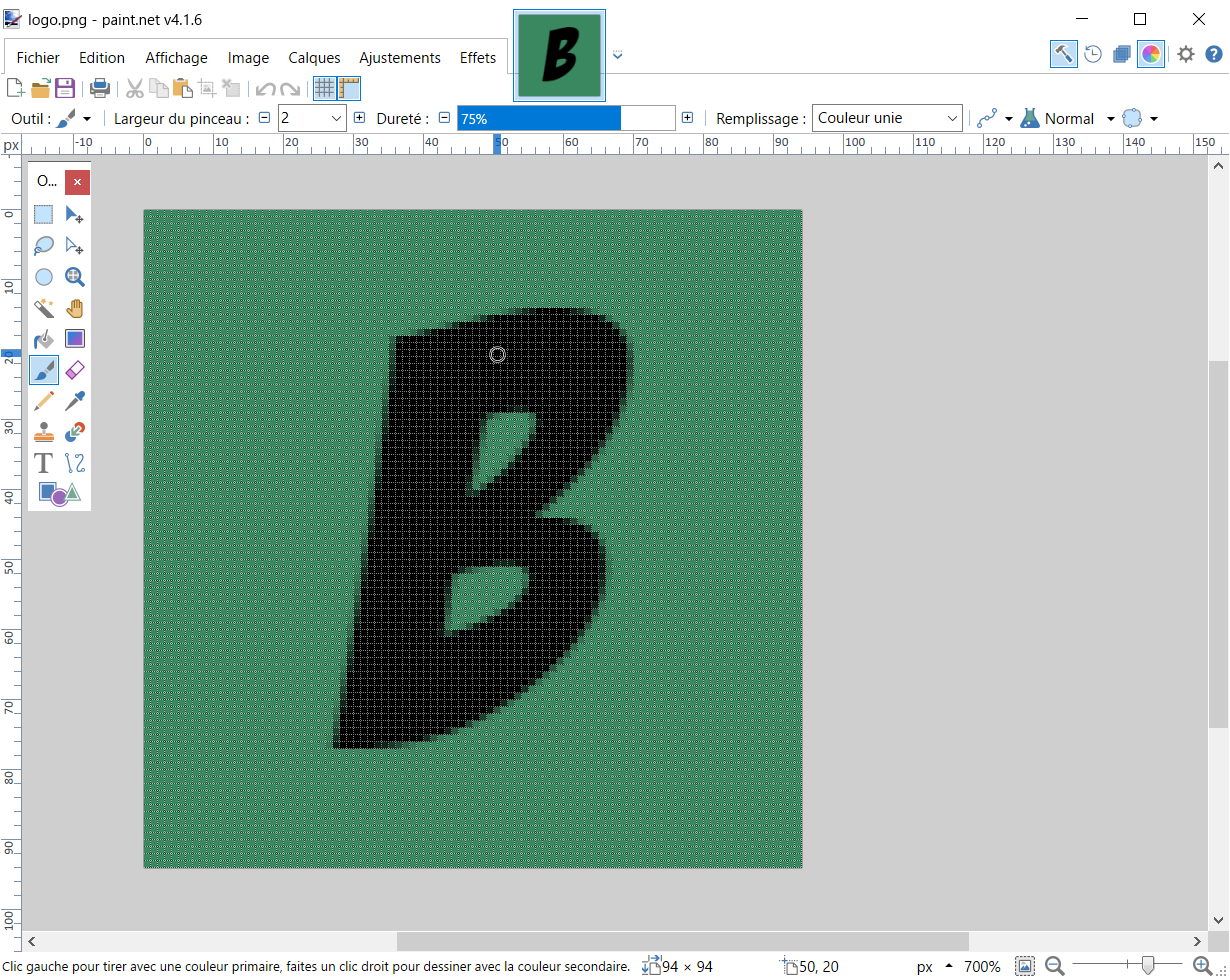 logo.png - paint.net v4.1.6
Fichier Edition Affichage Image Calques Ajustements Effets
B
Outil : Largeur du pinceau : 2 Dureté : 75% Remplissage : Couleur unie Normal
px -10 0 10 20 30 40 50 60 70 80 90 100 110 120 130 140 150
O...
0
10
20
30
40
50
60
70
80
90
100
T
B
Clic gauche pour tirer avec une couleur primaire, faites un clic droit pour dessiner avec la couleur secondaire. 94 × 94 50, 20 px 700%